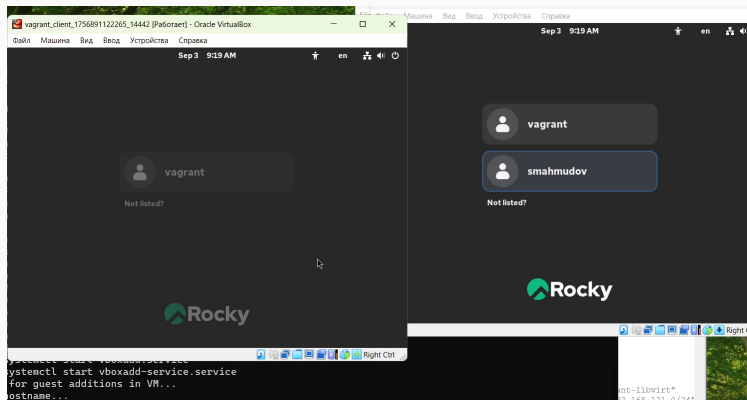 vagrant_client_1756891122265_14442 [Работает] - Oracle VirtualBox
Файл Машина Вид Ввод Устройства Справка
Sep 3 9:19 AM en
vagrant
Not listed?
Rocky
Right Ctrl
Машина Вид Ввод Устройства Справка
Sep 3 9:19 AM en
vagrant
smahmudov
Not listed?
Rocky
Right
systemctl start vboxadd-service.service
for guest additions in VM...
hostname...